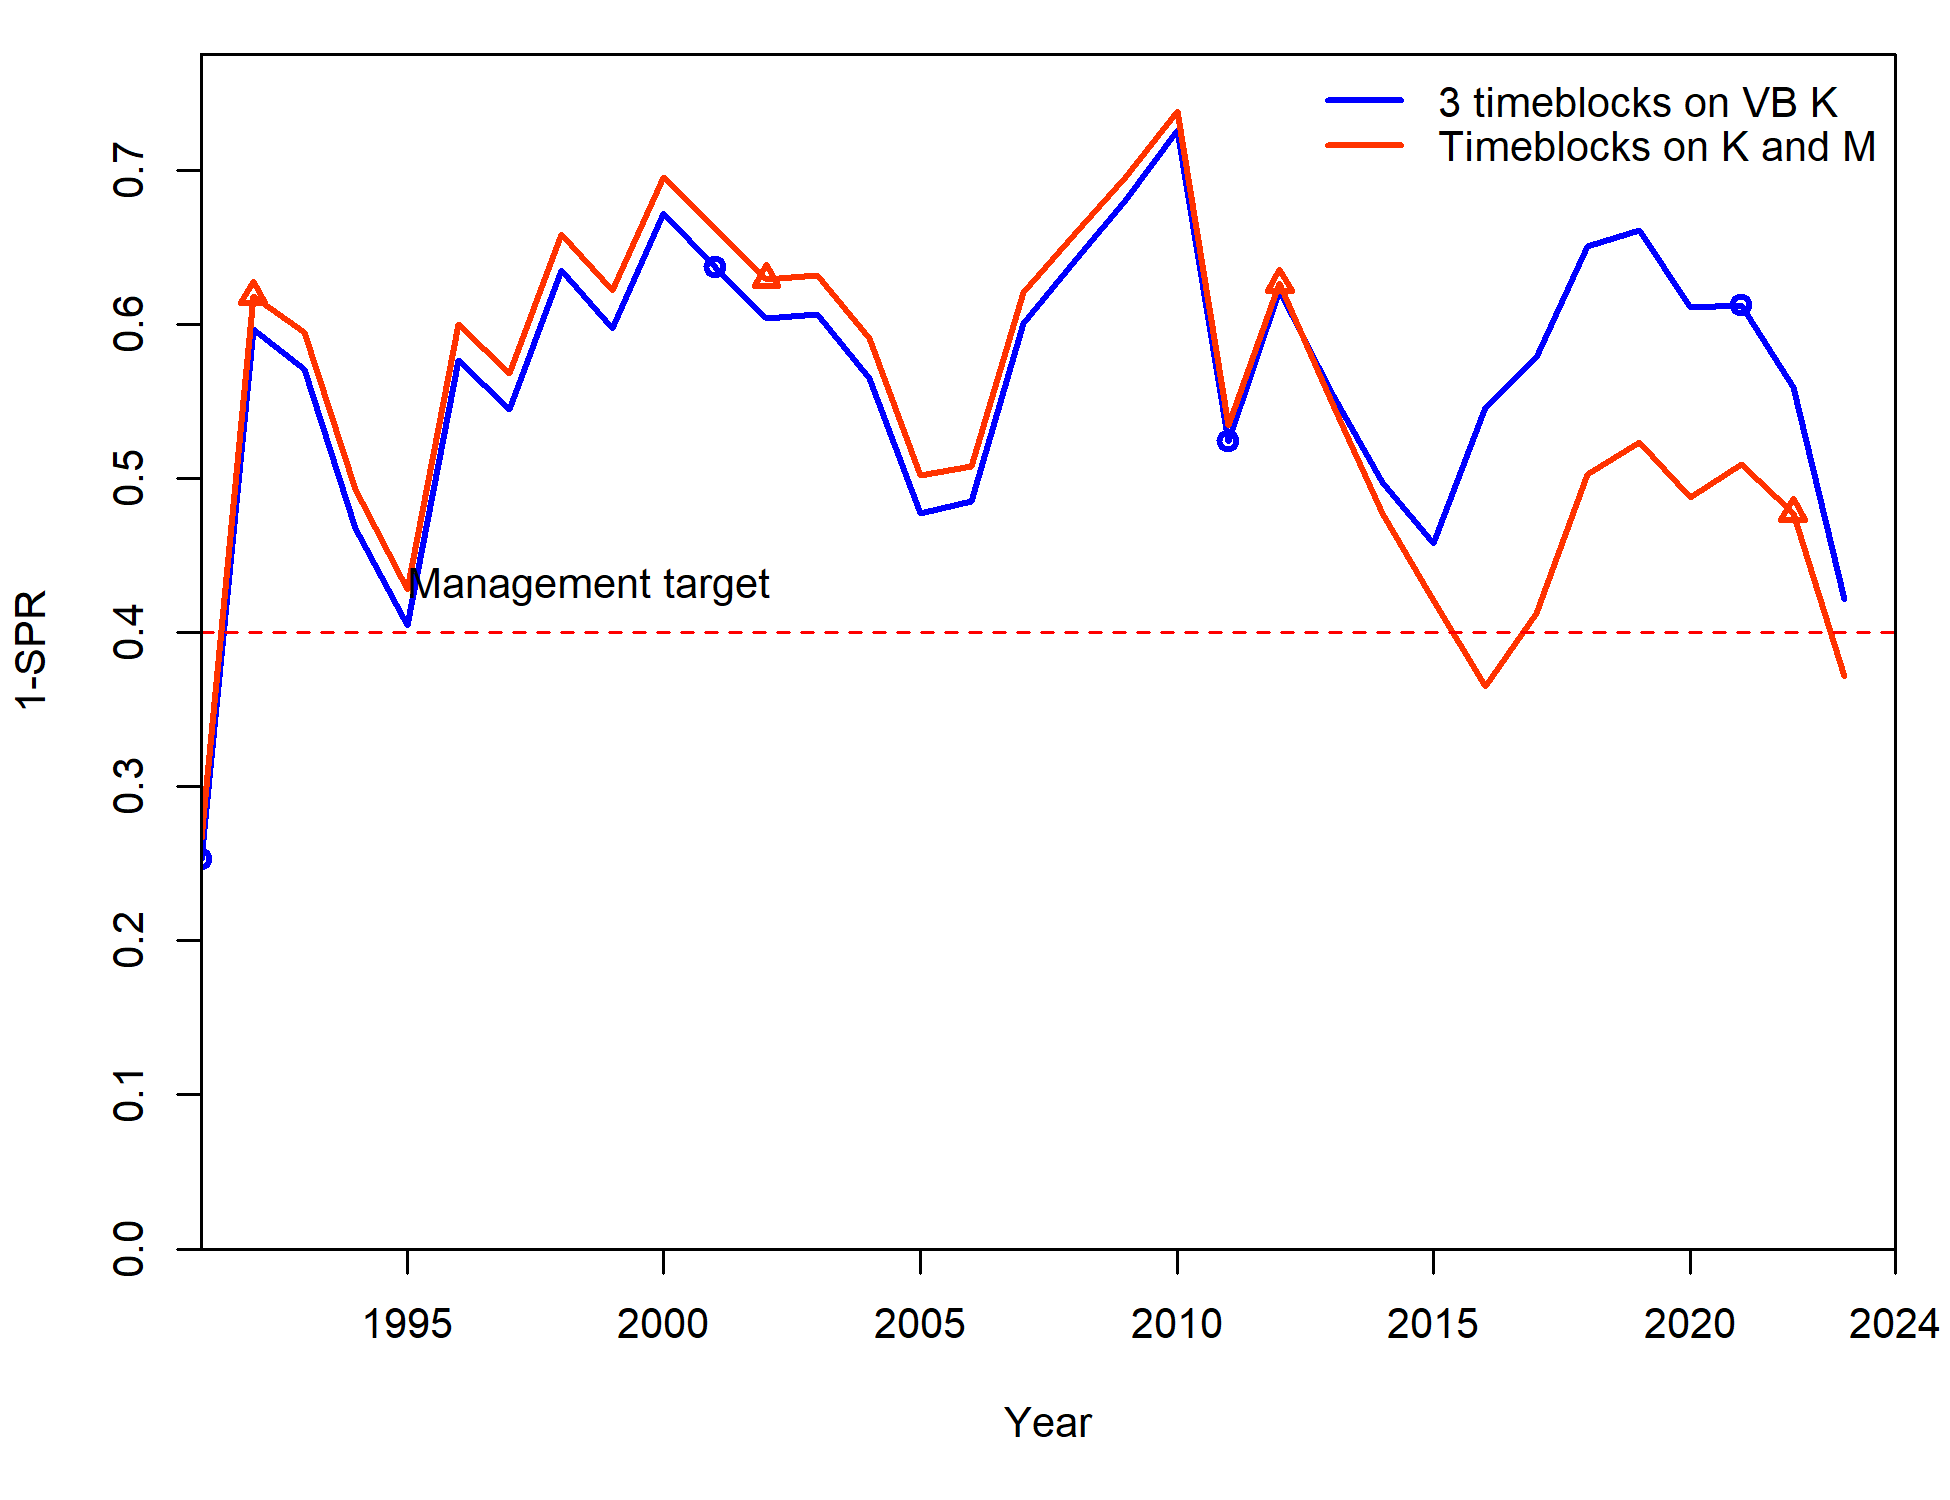 3 timeblocks on VB K
Timeblocks on K and M
0.7
0.6
0.5
0.4
0.3
0.2
0.1
0.0
1-SPR
Management target
1995 2000 2005 2010 2015 2020 2024
Year